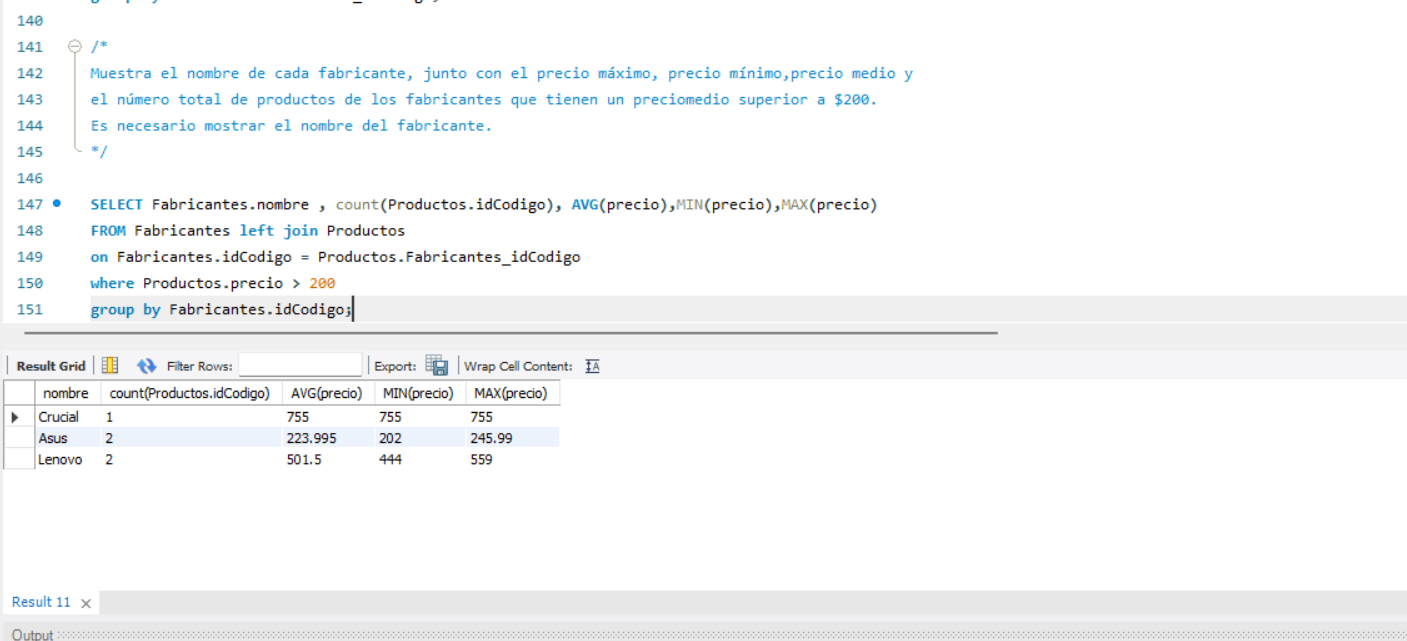 140
141 /*
142 Muestra el nombre de cada fabricante, junto con el precio máximo, precio mínimo,precio medio y
143 el número total de productos de los fabricantes que tienen un preciomedio superior a $200.
144 Es necesario mostrar el nombre del fabricante.
145 */
146
147 SELECT Fabricantes.nombre , count(Productos.idCodigo), AVG(precio),MIN(precio),MAX(precio)
148 FROM Fabricantes left join Productos
149 on Fabricantes.idCodigo = Productos.Fabricantes_idCodigo
150 where Productos.precio > 200
151 group by Fabricantes.idCodigo;
Result Grid Filter Rows: Export: Wrap Cell Content: IA
nombre count(Productos.idCodigo) AVG(precio) MIN(precio) MAX(precio)
Crucial 1 755 755 755
Asus 2 223.995 202 245.99
Lenovo 2 501.5 444 559
Result 11 ×
Output